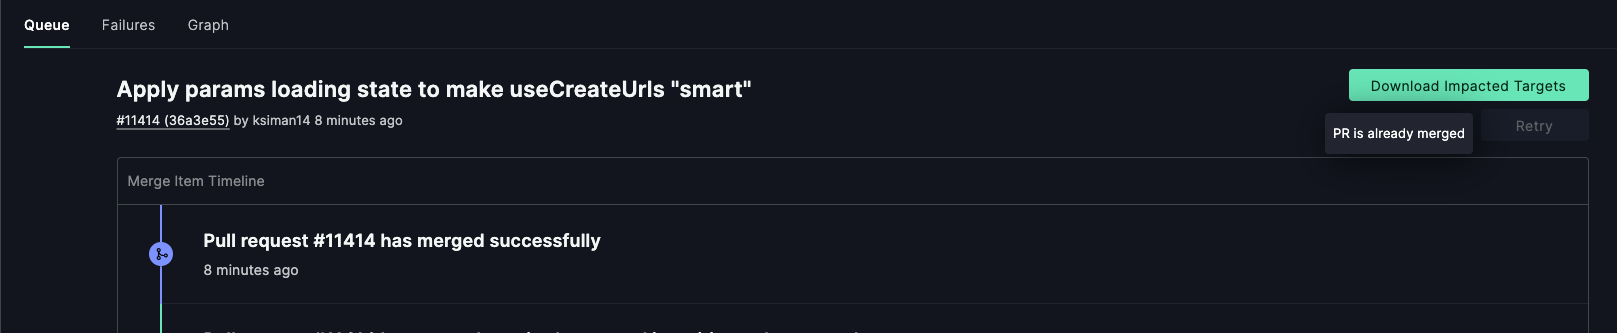 Queue Failures Graph
Apply params loading state to make useCreateUrls "smart"
Download Impacted Targets
#11414 (36a3e55) by ksiman14 8 minutes ago
PR is already merged
Retry
Merge Item Timeline
Pull request #11414 has merged successfully
8 minutes ago